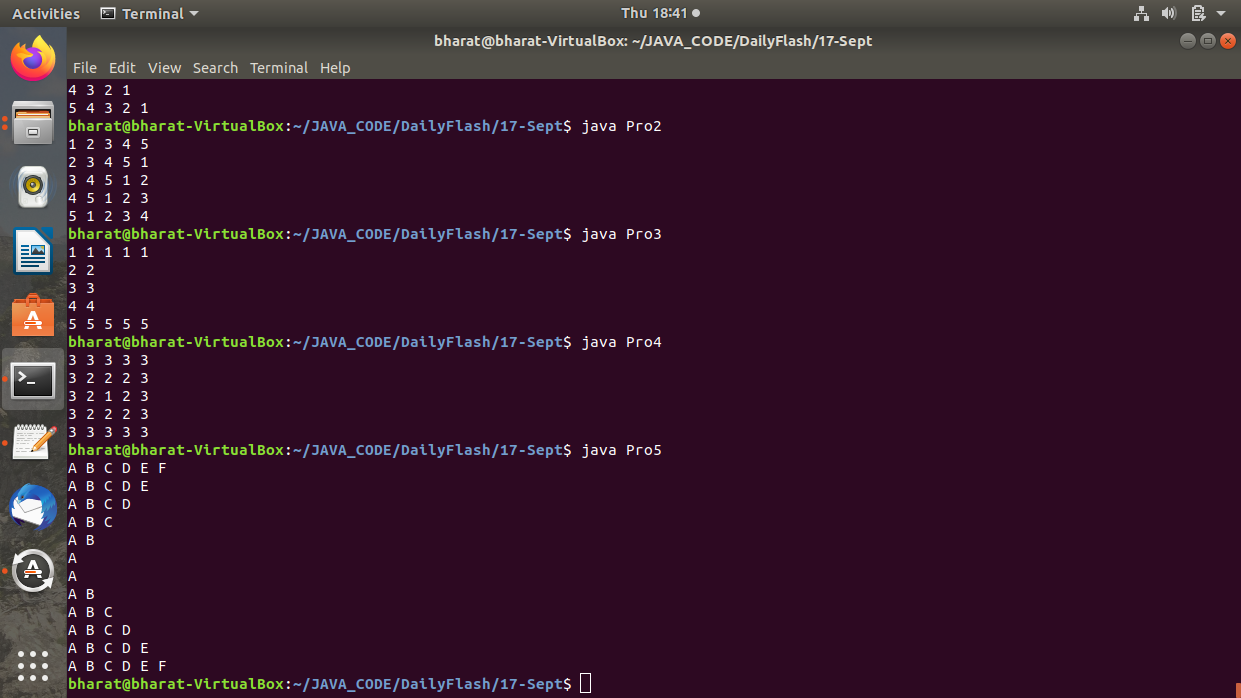 Activities Terminal Thu 18:41
bharat@bharat-VirtualBox: ~/JAVA_CODE/DailyFlash/17-Sept
File Edit View Search Terminal Help
4 3 2 1
5 4 3 2 1
bharat@bharat-VirtualBox:~/JAVA_CODE/DailyFlash/17-Sept$ java Pro2
1 2 3 4 5
2 3 4 5 1
3 4 5 1 2
4 5 1 2 3
5 1 2 3 4
bharat@bharat-VirtualBox:~/JAVA_CODE/DailyFlash/17-Sept$ java Pro3
1 1 1 1 1
2 2
3 3
4 4
5 5 5 5 5
bharat@bharat-VirtualBox:~/JAVA_CODE/DailyFlash/17-Sept$ java Pro4
3 3 3 3 3
3 2 2 2 3
3 2 1 2 3
3 2 2 2 3
3 3 3 3 3
bharat@bharat-VirtualBox:~/JAVA_CODE/DailyFlash/17-Sept$ java Pro5
A B C D E F
A B C D E
A B C D
A B C
A B
A
A
A B
A B C
A B C D
A B C D E
A B C D E F
bharat@bharat-VirtualBox:~/JAVA_CODE/DailyFlash/17-Sept$